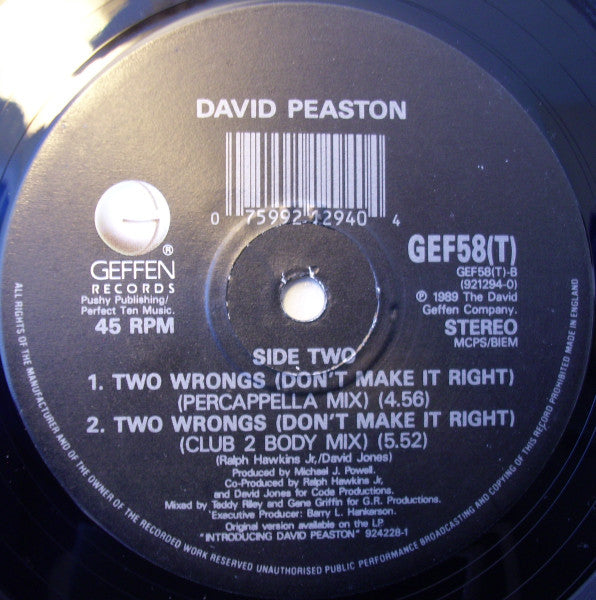 DAVID PEASTON
0 75992 12940 4
GEFFEN
RECORDS
®
Pushy Publishing/
Perfect Ten Music.
45 RPM
GEF58(T)
GEF58(T)-B
(921294-0)
℗ 1989 The David
Geffen Company.
STEREO
MCPS/BIEM
SIDE TWO
1. TWO WRONGS (DON'T MAKE IT RIGHT)
(PERCAPPELLA MIX) (4.56)
2. TWO WRONGS (DON'T MAKE IT RIGHT)
(CLUB 2 BODY MIX) (5.52)
(Ralph Hawkins Jr,/David Jones)
Produced by Michael J. Powell.
Co-Produced by Ralph Hawkins Jr,
and David Jones for Code Productions.
Mixed by Teddy Riley and Gene Griffin for G.R. Productions.
Executive Producer: Barry L. Hankerson.
Original version available on the LP
"INTRODUCING DAVID PEASTON" 924228-1
ALL RIGHTS OF THE MANUFACTURER AND OF THE OWNER OF THE RECORDED WORK RESERVED UNAUTHORISED PUBLIC PERFORMANCE BROADCASTING AND COPYING OF THIS RECORD PROHIBITED MADE IN ENGLAND